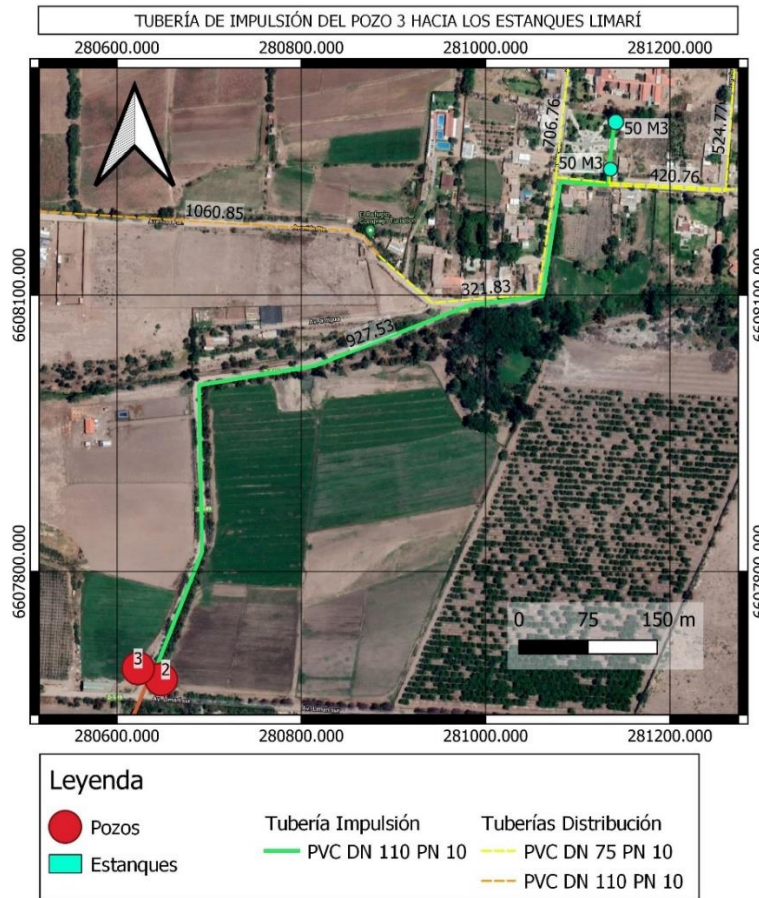 TUBERÍA DE IMPULSIÓN DEL POZO 3 HACIA LOS ESTANQUES LIMARÍ
280600.000 280800.000 281000.000 281200.000
706.76
524.77
50 M3
50 M3
420.76
1060.85
321.83
6608100.000 6608100.000
927.53
6607800.000 6607800.000
0 75 150 m
3
2
280600.000 280800.000 281000.000 281200.000
Leyenda
Pozos
Estanques
Tubería Impulsión
PVC DN 110 PN 10
Tuberías Distribución
PVC DN 75 PN 10
PVC DN 110 PN 10